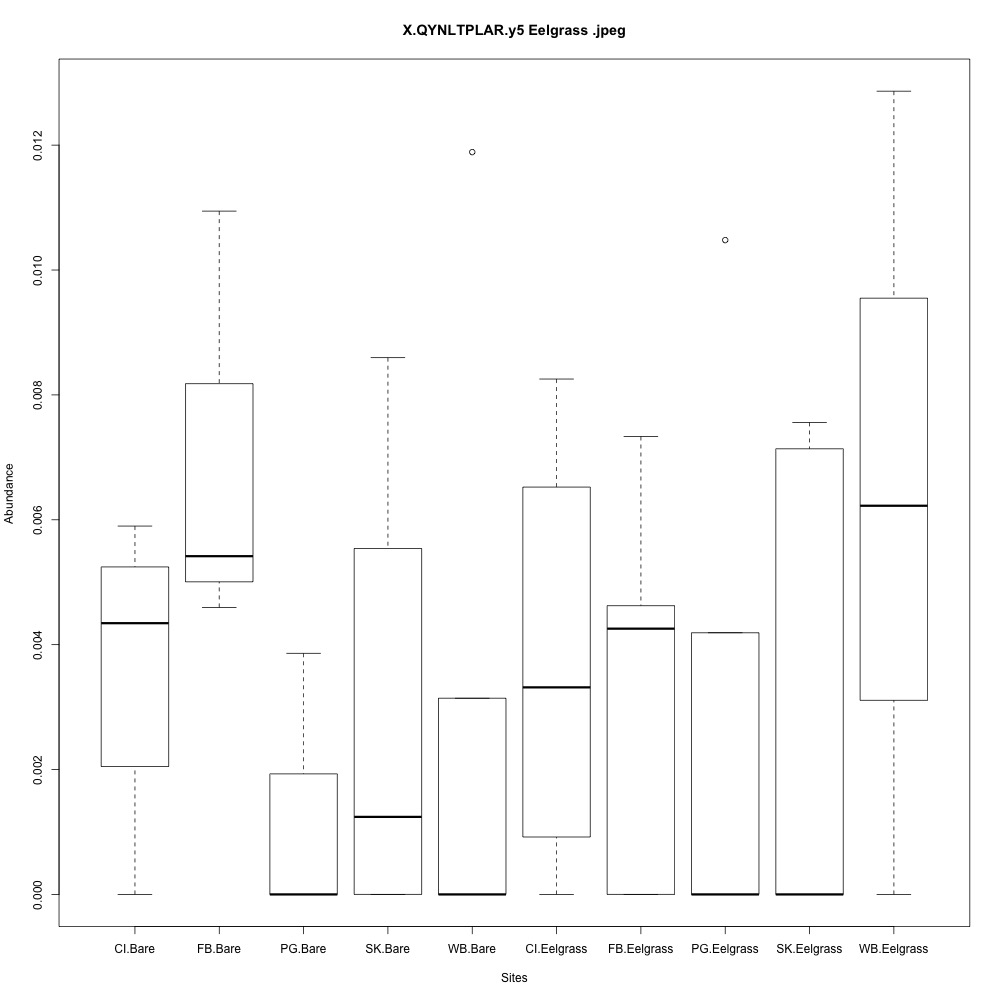 X.QYNLTPLAR.y5 Eelgrass .jpeg
0.012
0.010
0.008
0.006
0.004
0.002
0.000
Abundance
CI.Bare FB.Bare PG.Bare SK.Bare WB.Bare CI.Eelgrass FB.Eelgrass PG.Eelgrass SK.Eelgrass WB.Eelgrass
Sites